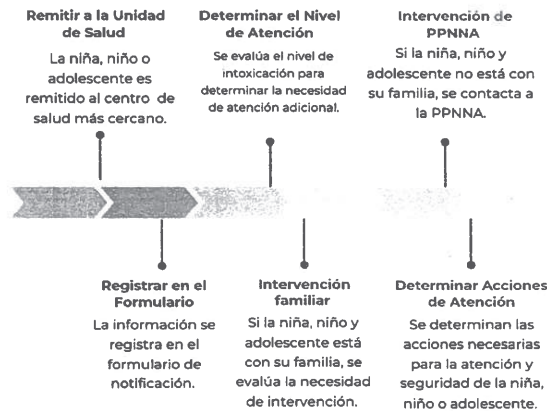 Remitir a la Unidad
de Salud
La niña, niño o
adolescente es
remitido al centro de
salud más cercano.
Determinar el Nivel
de Atención
Se evalúa el nivel de
intoxicación para
determinar la necesidad
de atención adicional.
Intervención de
PPNNA
Si la niña, niño y
adolescente no está con
su familia, se contacta a
la PPNNA.
Registrar en el
Formulario
La información se
registra en el
formulario de
notificación.
Intervención
familiar
Si la niña, niño y
adolescente está
con su familia, se
evalúa la necesidad
de intervención.
Determinar Acciones
de Atención
Se determinan las
acciones necesarias
para la atención y
seguridad de la niña,
niño o adolescente.